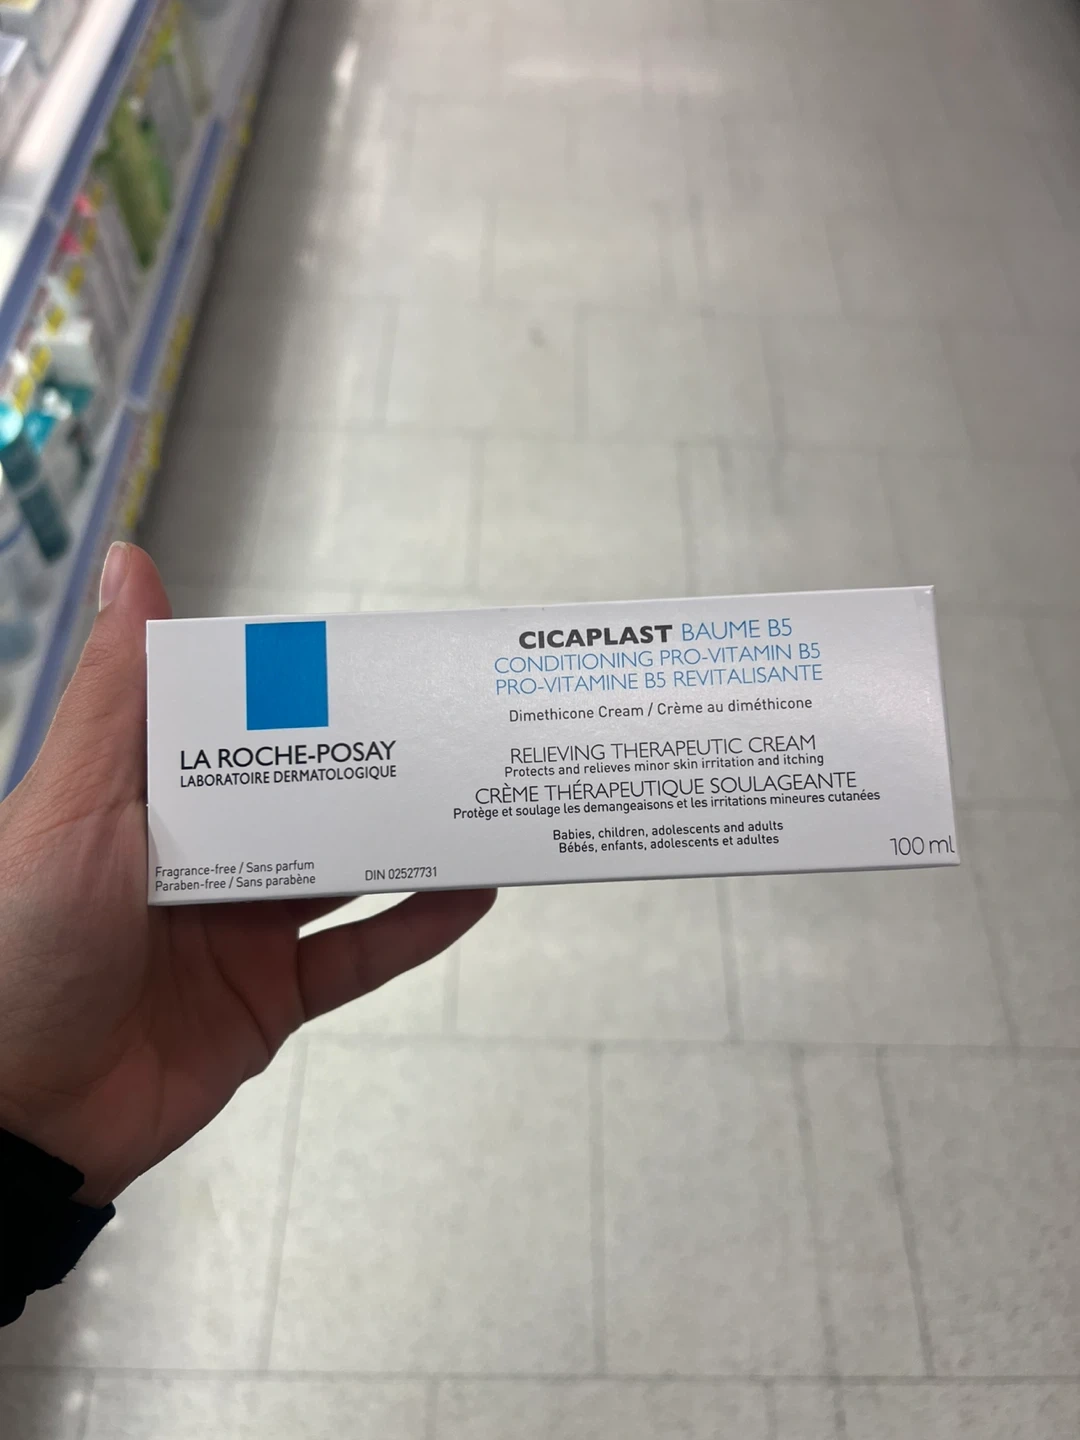 LA ROCHE-POSAY
LABORATOIRE DERMATOLOGIQUE
Fragrance-free / Sans parfum
Paraben-free / Sans parabène
DIN 02527731
CICAPLAST BAUME B5
CONDITIONING PRO-VITAMIN B5
PRO-VITAMINE B5 REVITALISANTE
Dimethicone Cream / Crème au diméthicone
RELIEVING THERAPEUTIC CREAM
Protects and relieves minor skin irritation and itching
CRÈME THÉRAPEUTIQUE SOULAGEANTE
Protège et soulage les demangeaisons et les irritations mineures cutanées
Babies, children, adolescents and adults
Bébés, enfants, adolescents et adultes
100 ml